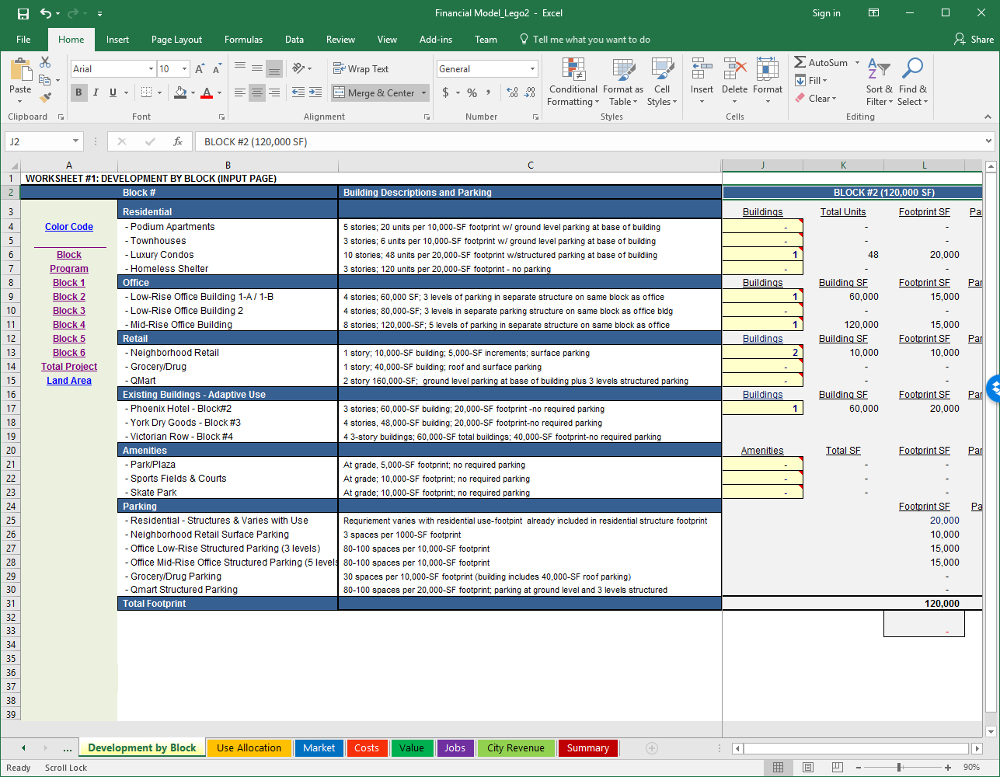 Financial Model_Lego2 - Excel
Sign in
File Home Insert Page Layout Formulas Data Review View Add-ins Team Tell me what you want to do Share
Paste
Clipboard
Arial 10
B I U
Font
Wrap Text
Merge & Center
Alignment
General
$ % ,
Number
Conditional Formatting
Format as Table
Cell Styles
Styles
Insert Delete Format
Cells
AutoSum
Fill
Clear
Sort & Filter
Find & Select
Editing
J2 fx BLOCK #2 (120,000 SF)
A B C J K L
1 WORKSHEET #1: DEVELOPMENT BY BLOCK (INPUT PAGE)
2 Block # Building Descriptions and Parking BLOCK #2 (120,000 SF)
3 Residential Buildings Total Units Footprint SF Pa
4 Color Code - Podium Apartments 5 stories; 20 units per 10,000-SF footprint w/ ground level parking at base of building - - -
5 - Townhouses 3 stories; 6 units per 10,000-SF footprint w/ ground level parking at base of building - - -
6 Block - Luxury Condos 10 stories; 48 units per 20,000-SF footprint w/structured parking at base of buildiing 1 48 20,000
7 Program - Homeless Shelter 3 stories; 120 units per 20,000-SF footprint - no parking - - -
8 Block 1 Office Buildings Building SF Footprint SF Par
9 Block 2 - Low-Rise Office Building 1-A / 1-B 4 stories; 60,000 SF; 3 levels of parking in separate structure on same block as office 1 60,000 15,000
10 Block 3 - Low-Rise Office Building 2 4 stories; 80,000-SF; 3 levels in separate parking structure on same block as office bldg - - -
11 Block 4 - Mid-Rise Office Building 8 stories; 120,000-SF; 5 levels of parking in separate structure on same block as office 1 120,000 15,000
12 Block 5 Retail Buildings Building SF Footprint SF Par
13 Block 6 - Neighborhood Retail 1 story; 10,000-SF building; 5,000-SF increments; surface parking 2 10,000 10,000
14 Total Project - Grocery/Drug 1 story; 40,000-SF building; roof and surface parking - - -
15 Land Area - QMart 2 story 160,000-SF; ground level parking at base of building plus 3 levels structured parking - - -
16 Existing Buildings - Adaptive Use Buildings Building SF Footprint SF Par
17 - Phoenix Hotel - Block#2 3 stories; 60,000-SF building; 20,000-SF footprint -no required parking 1 60,000 20,000
18 - York Dry Goods - Block #3 4 stories, 48,000-SF building; 20,000-SF footprint-no required parking
19 - Victorian Row - Block #4 4 3-story buildings; 60,000-SF total buildings; 40,000-SF footprint-no required parking
20 Amenities Amenities Total SF Footprint SF Par
21 - Park/Plaza At grade, 5,000-SF footprint; no required parking - - -
22 - Sports Fields & Courts At grade; 10,000-SF footprint; no required parking - - -
23 - Skate Park At grade; 10,000-SF footprint; no required parking - - -
24 Parking Footprint SF Pa
25 - Residential - Structures & Varies with Use Requriement varies with residential use-footpint already included in residential structure footprint 20,000
26 - Neighborhood Retail Surface Parking 3 spaces per 1000-SF footprint 10,000
27 - Office Low-Rise Structured Parking (3 levels) 80-100 spaces per 10,000-SF footprint 15,000
28 - Office Mid-Rise Office Structured Parking (5 levels 80-100 spaces per 10,000-SF footprint 15,000
29 - Grocery/Drug Parking 30 spaces per 10,000-SF footprint (building includes 40,000-SF roof parking) -
30 - Qmart Structured Parking 80-100 spaces per 20,000-SF footprint; parking at ground level and 3 levels structured -
31 Total Footprint 120,000
32
33 -
34
35
36
37
38
39
... Development by Block Use Allocation Market Costs Value Jobs City Revenue Summary
Ready Scroll Lock 90%